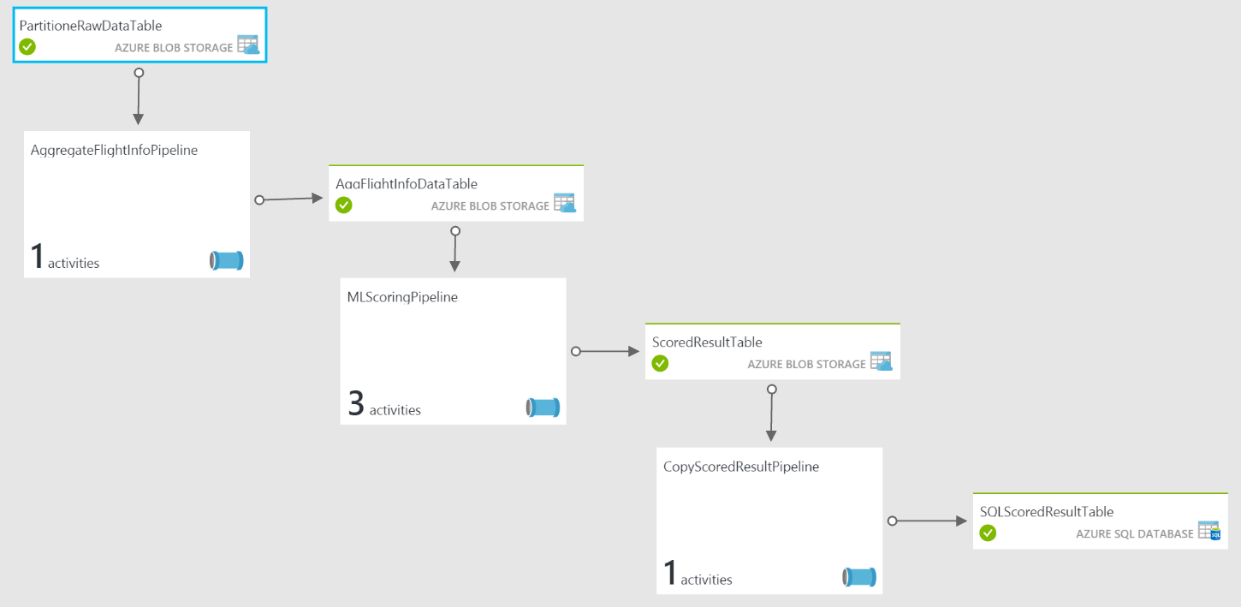 PartitioneRawDataTable
AZURE BLOB STORAGE
AggregateFlightInfoPipeline
1 activities
AggFlightInfoDataTable
AZURE BLOB STORAGE
MLScoringPipeline
3 activities
ScoredResultTable
AZURE BLOB STORAGE
CopyScoredResultPipeline
1 activities
SQLScoredResultTable
AZURE SQL DATABASE
SQL